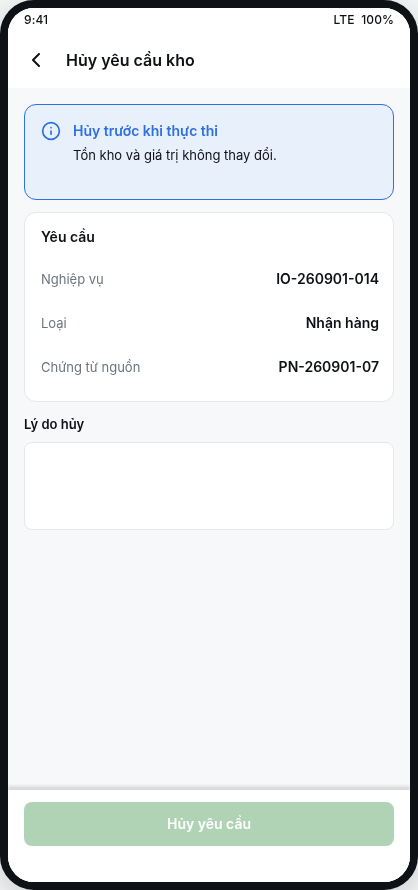 9:41 LTE 100%
Hủy yêu cầu kho
Hủy trước khi thực thi
Tồn kho và giá trị không thay đổi.
Yêu cầu
Nghiệp vụ IO-260901-014
Loại Nhận hàng
Chứng từ nguồn PN-260901-07
Lý do hủy
Hủy yêu cầu